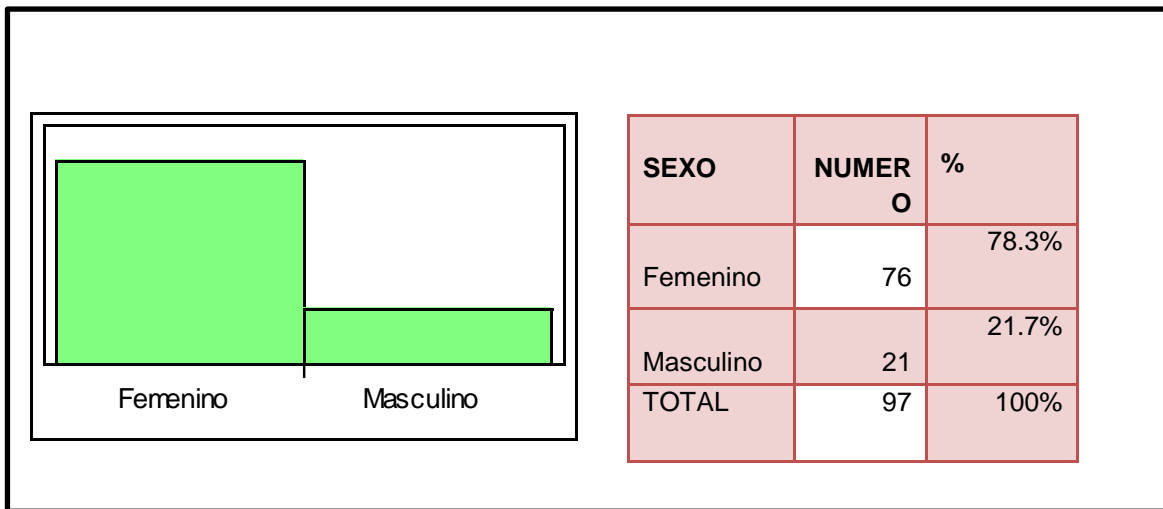 Femenino Masculino
SEXO NUMER
O %
Femenino 76 78.3%
Masculino 21 21.7%
TOTAL 97 100%